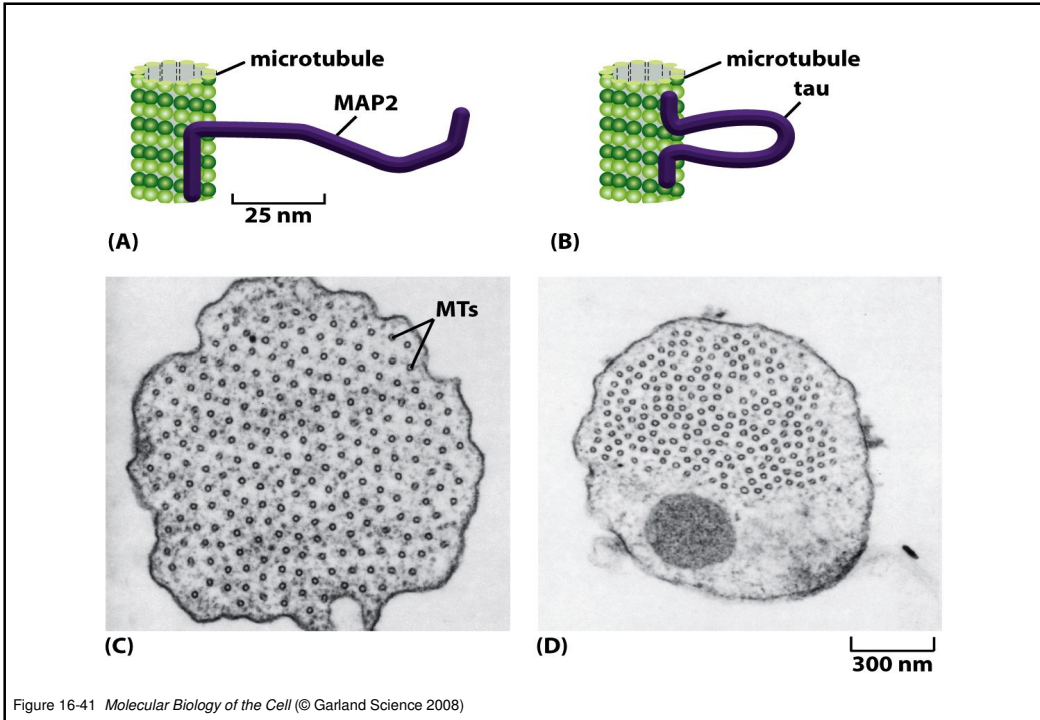 microtubule
MAP2
25 nm
(A)
microtubule
tau
(B)
MTs
(C)
(D)
300 nm
Figure 16-41 Molecular Biology of the Cell (© Garland Science 2008)